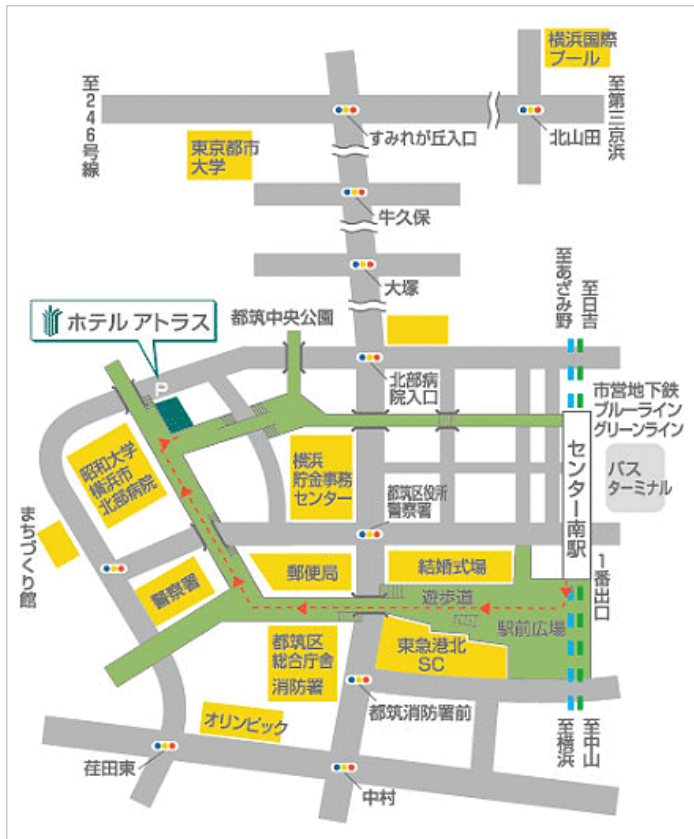 横浜国際
プール
至246号線
至第三京浜
すみれが丘入口
北山田
東京都市
大学
牛久保
大塚
至あざみ野
至日吉
ホテル アトラス
都筑中央公園
P
北部病
院入口
市営地下鉄
ブルーライン
グリーンライン
昭和大学
横浜市
北部病院
横浜
貯金事務
センター
センター南駅
バス
ターミナル
都筑区役所
警察署
まちづくり館
郵便局
結婚式場
1番出口
警察署
遊歩道
駅前広場
都筑区
総合庁舎
消防署
東急港北
SC
オリンピック
都筑消防署前
至横浜
至中山
荏田東
中村